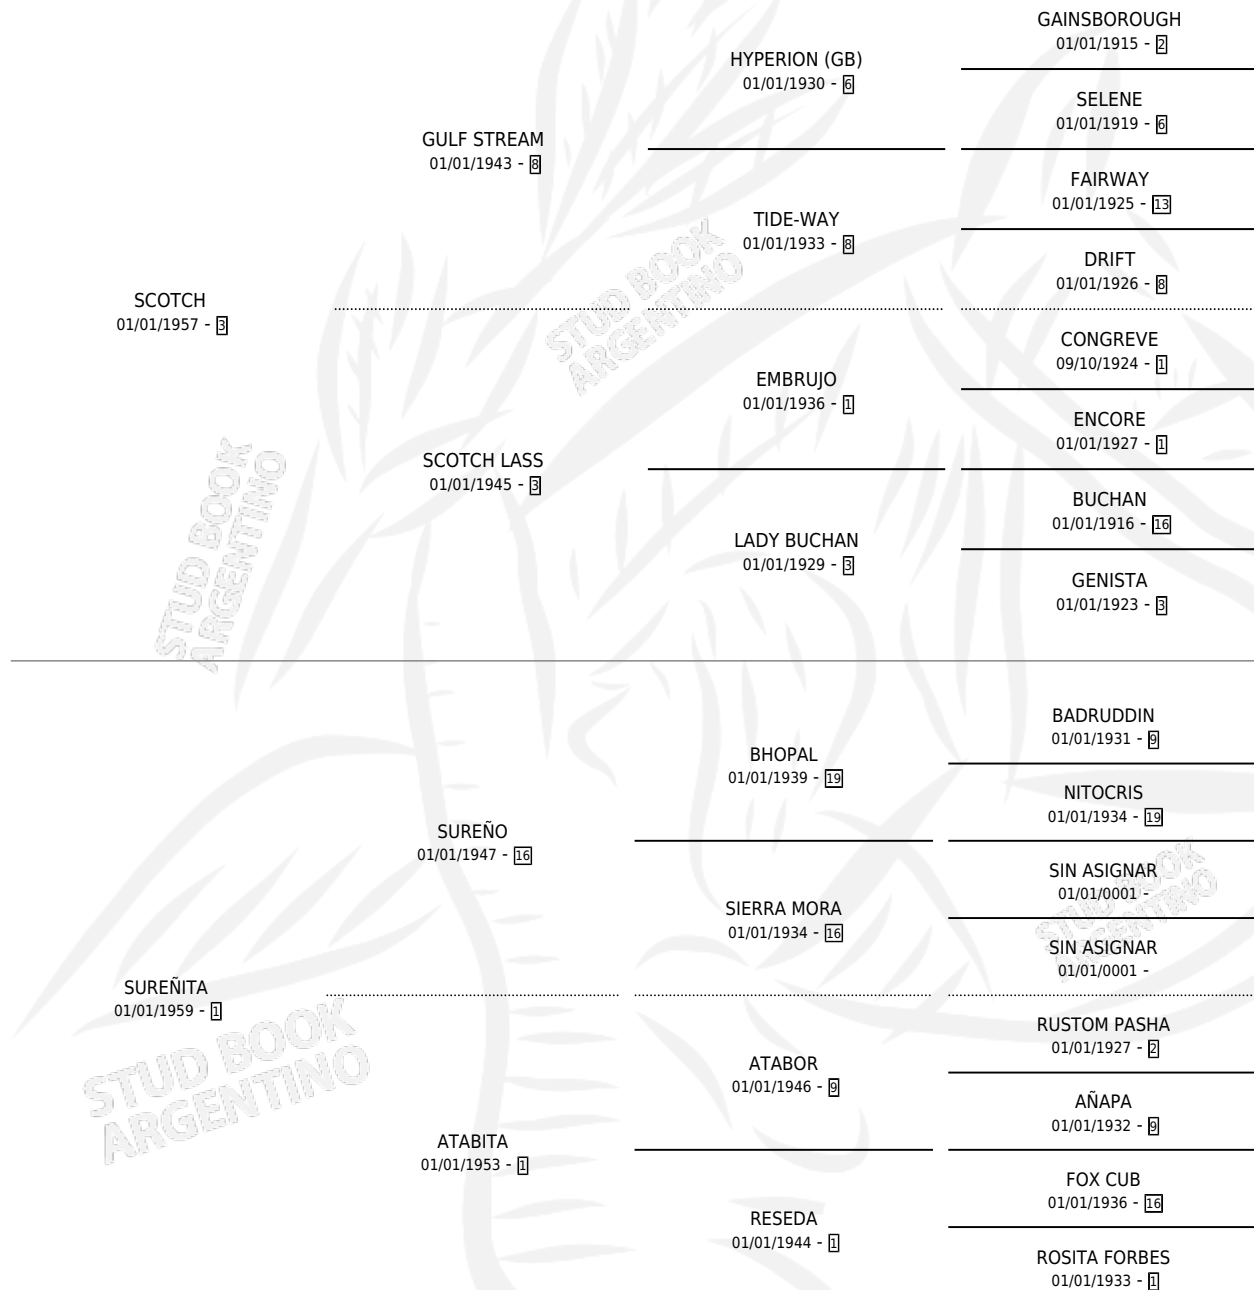 GAINSBOROUGH
01/01/1915 - 2
HYPERION (GB)
01/01/1930 - 6
SELENE
01/01/1919 - 6
GULF STREAM
01/01/1943 - 8
FAIRWAY
01/01/1925 - 13
TIDE-WAY
01/01/1933 - 8
DRIFT
01/01/1926 - 8
SCOTCH
01/01/1957 - 3
CONGREVE
09/10/1924 - 1
EMBRUJO
01/01/1936 - 1
ENCORE
01/01/1927 - 1
SCOTCH LASS
01/01/1945 - 3
BUCHAN
01/01/1916 - 16
LADY BUCHAN
01/01/1929 - 3
GENISTA
01/01/1923 - 3
STUD BOOK
ARGENTINO
STUD BOOK
ARGENTINO
BADRUDDIN
01/01/1931 - 9
BHOPAL
01/01/1939 - 19
NITOCRIS
01/01/1934 - 19
SUREÑO
01/01/1947 - 16
SIN ASIGNAR
01/01/0001 -
SIERRA MORA
01/01/1934 - 16
SIN ASIGNAR
01/01/0001 -
STUD BOOK
ARGENTINO
SUREÑITA
01/01/1959 - 1
RUSTOM PASHA
01/01/1927 - 2
ATABOR
01/01/1946 - 9
AÑAPA
01/01/1932 - 9
ATABITA
01/01/1953 - 1
FOX CUB
01/01/1936 - 16
RESEDA
01/01/1944 - 1
ROSITA FORBES
01/01/1933 - 1
STUD BOOK
ARGENTINO